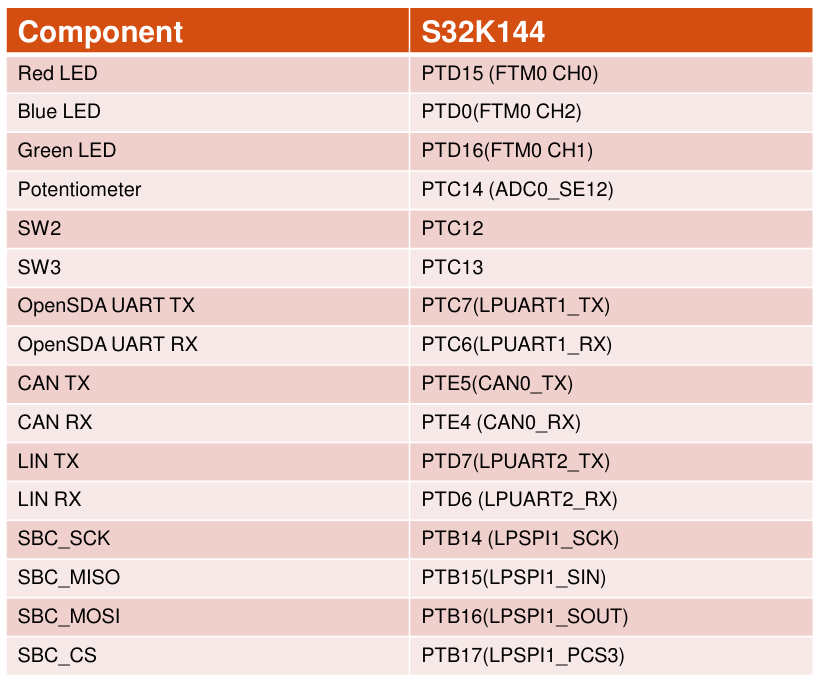 Component S32K144
Red LED PTD15 (FTM0 CH0)
Blue LED PTD0(FTM0 CH2)
Green LED PTD16(FTM0 CH1)
Potentiometer PTC14 (ADC0_SE12)
SW2 PTC12
SW3 PTC13
OpenSDA UART TX PTC7(LPUART1_TX)
OpenSDA UART RX PTC6(LPUART1_RX)
CAN TX PTE5(CAN0_TX)
CAN RX PTE4 (CAN0_RX)
LIN TX PTD7(LPUART2_TX)
LIN RX PTD6 (LPUART2_RX)
SBC_SCK PTB14 (LPSPI1_SCK)
SBC_MISO PTB15(LPSPI1_SIN)
SBC_MOSI PTB16(LPSPI1_SOUT)
SBC_CS PTB17(LPSPI1_PCS3)